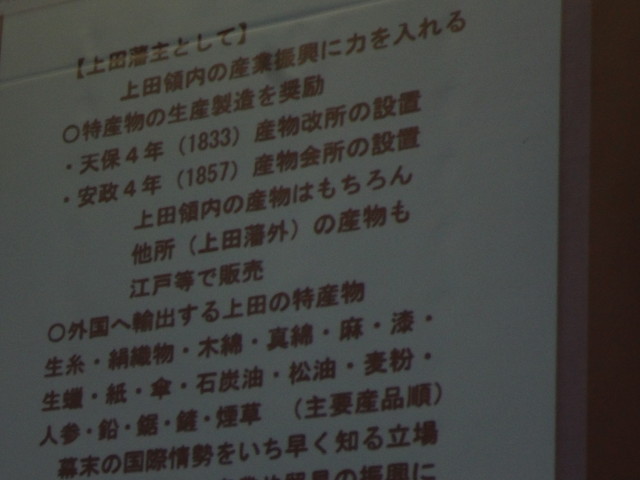 【上田藩主として】
上田領内の産業振興に力を入れる
○特産物の生産製造を奨励
・天保４年（1833）産物改所の設置
・安政４年（1857）産物会所の設置
上田領内の産物はもちろん
他所（上田藩外）の産物も
江戸等で販売
○外国へ輸出する上田の特産物
生糸・絹織物・木綿・真綿・麻・漆・
生蝋・紙・傘・石炭油・松油・麦粉・
人参・鉛・鋸・鑓・煙草　（主要産品順）
幕末の国際情勢をいち早く知る立場
の振興に